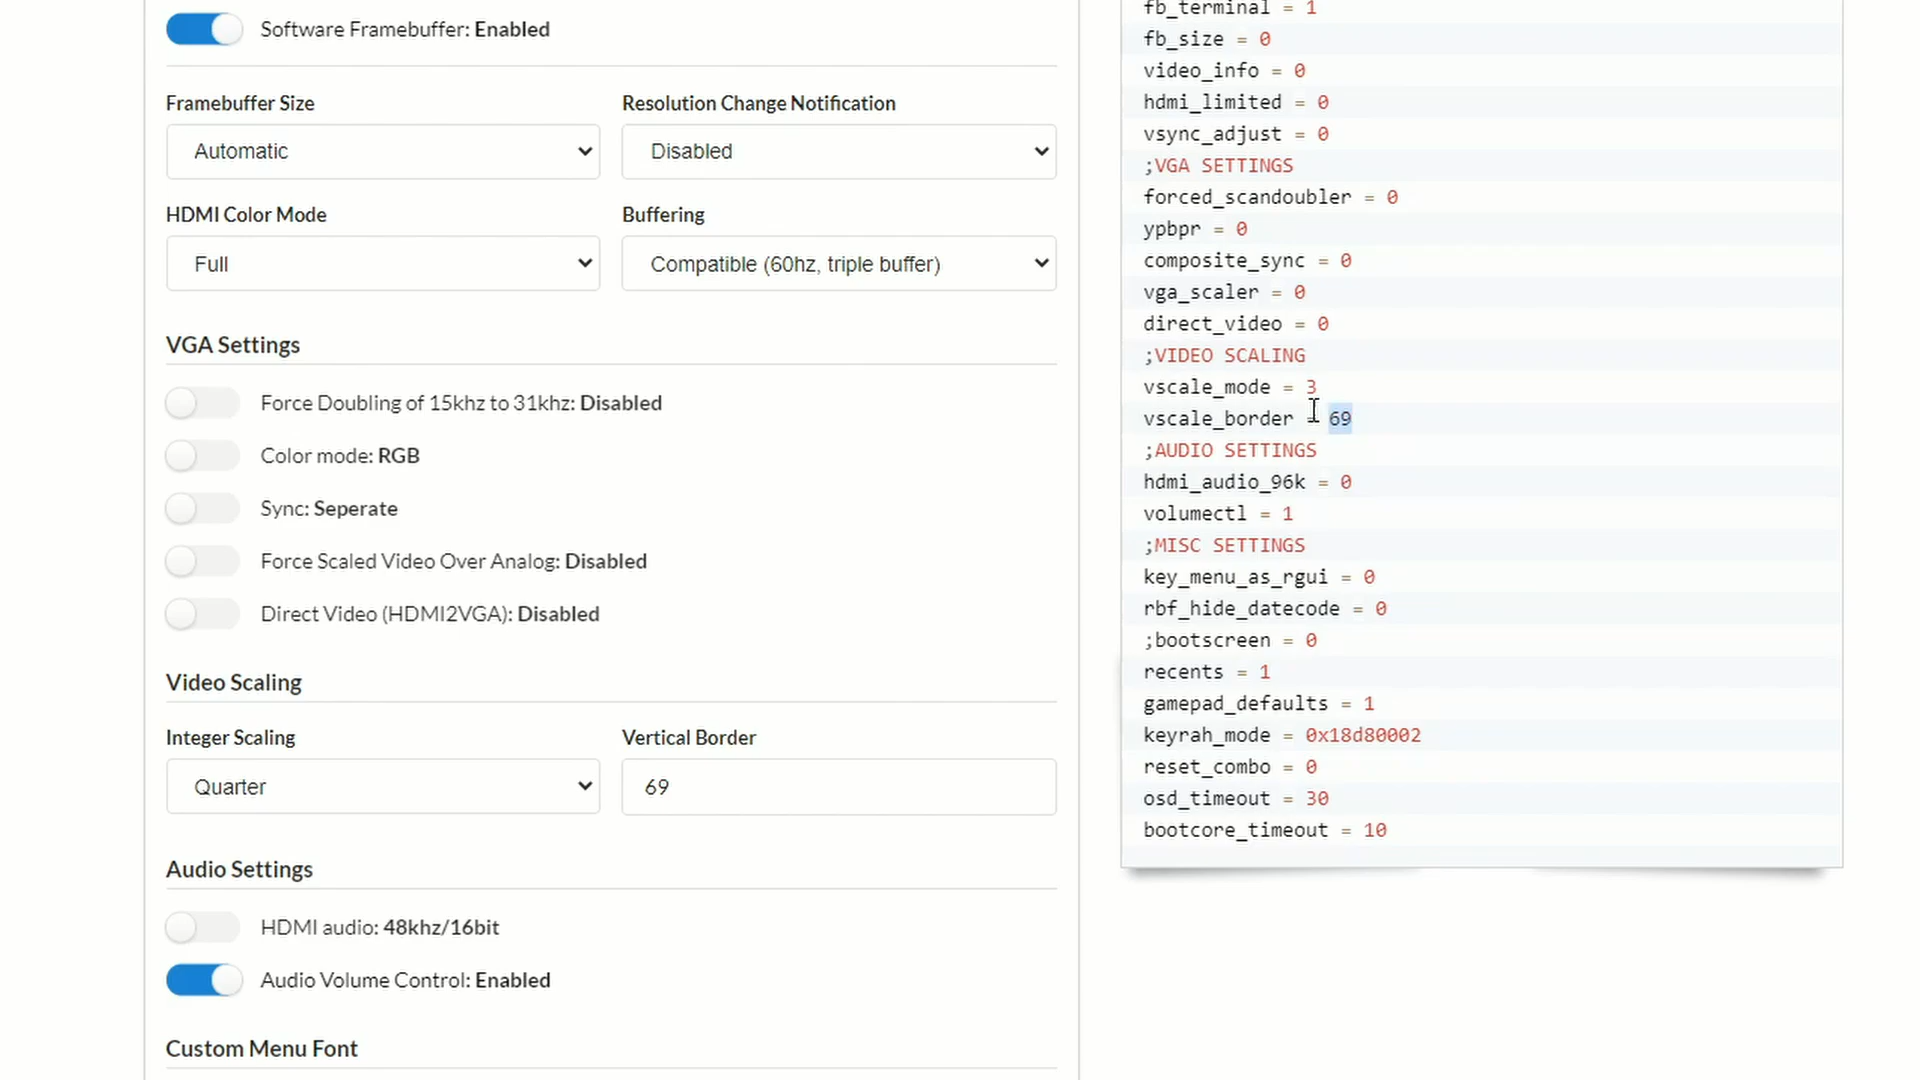 Software Framebuffer: Enabled
Framebuffer Size
Resolution Change Notification
Automatic
Disabled
HDMI Color Mode
Buffering
Full
Compatible (60hz, triple buffer)
VGA Settings
Force Doubling of 15khz to 31khz: Disabled
Color mode: RGB
Sync: Seperate
Force Scaled Video Over Analog: Disabled
Direct Video (HDMI2VGA): Disabled
Video Scaling
Integer Scaling
Vertical Border
Quarter
69
Audio Settings
HDMI audio: 48khz/16bit
Audio Volume Control: Enabled
Custom Menu Font
fb_terminal = 1
fb_size = 0
video_info = 0
hdmi_limited = 0
vsync_adjust = 0
;VGA SETTINGS
forced_scandoubler = 0
ypbpr = 0
composite_sync = 0
vga_scaler = 0
direct_video = 0
;VIDEO SCALING
vscale_mode = 3
vscale_border = 69
;AUDIO SETTINGS
hdmi_audio_96k = 0
volumectl = 1
;MISC SETTINGS
key_menu_as_rgui = 0
rbf_hide_datecode = 0
;bootscreen = 0
recents = 1
gamepad_defaults = 1
keyrah_mode = 0x18d80002
reset_combo = 0
osd_timeout = 30
bootcore_timeout = 10